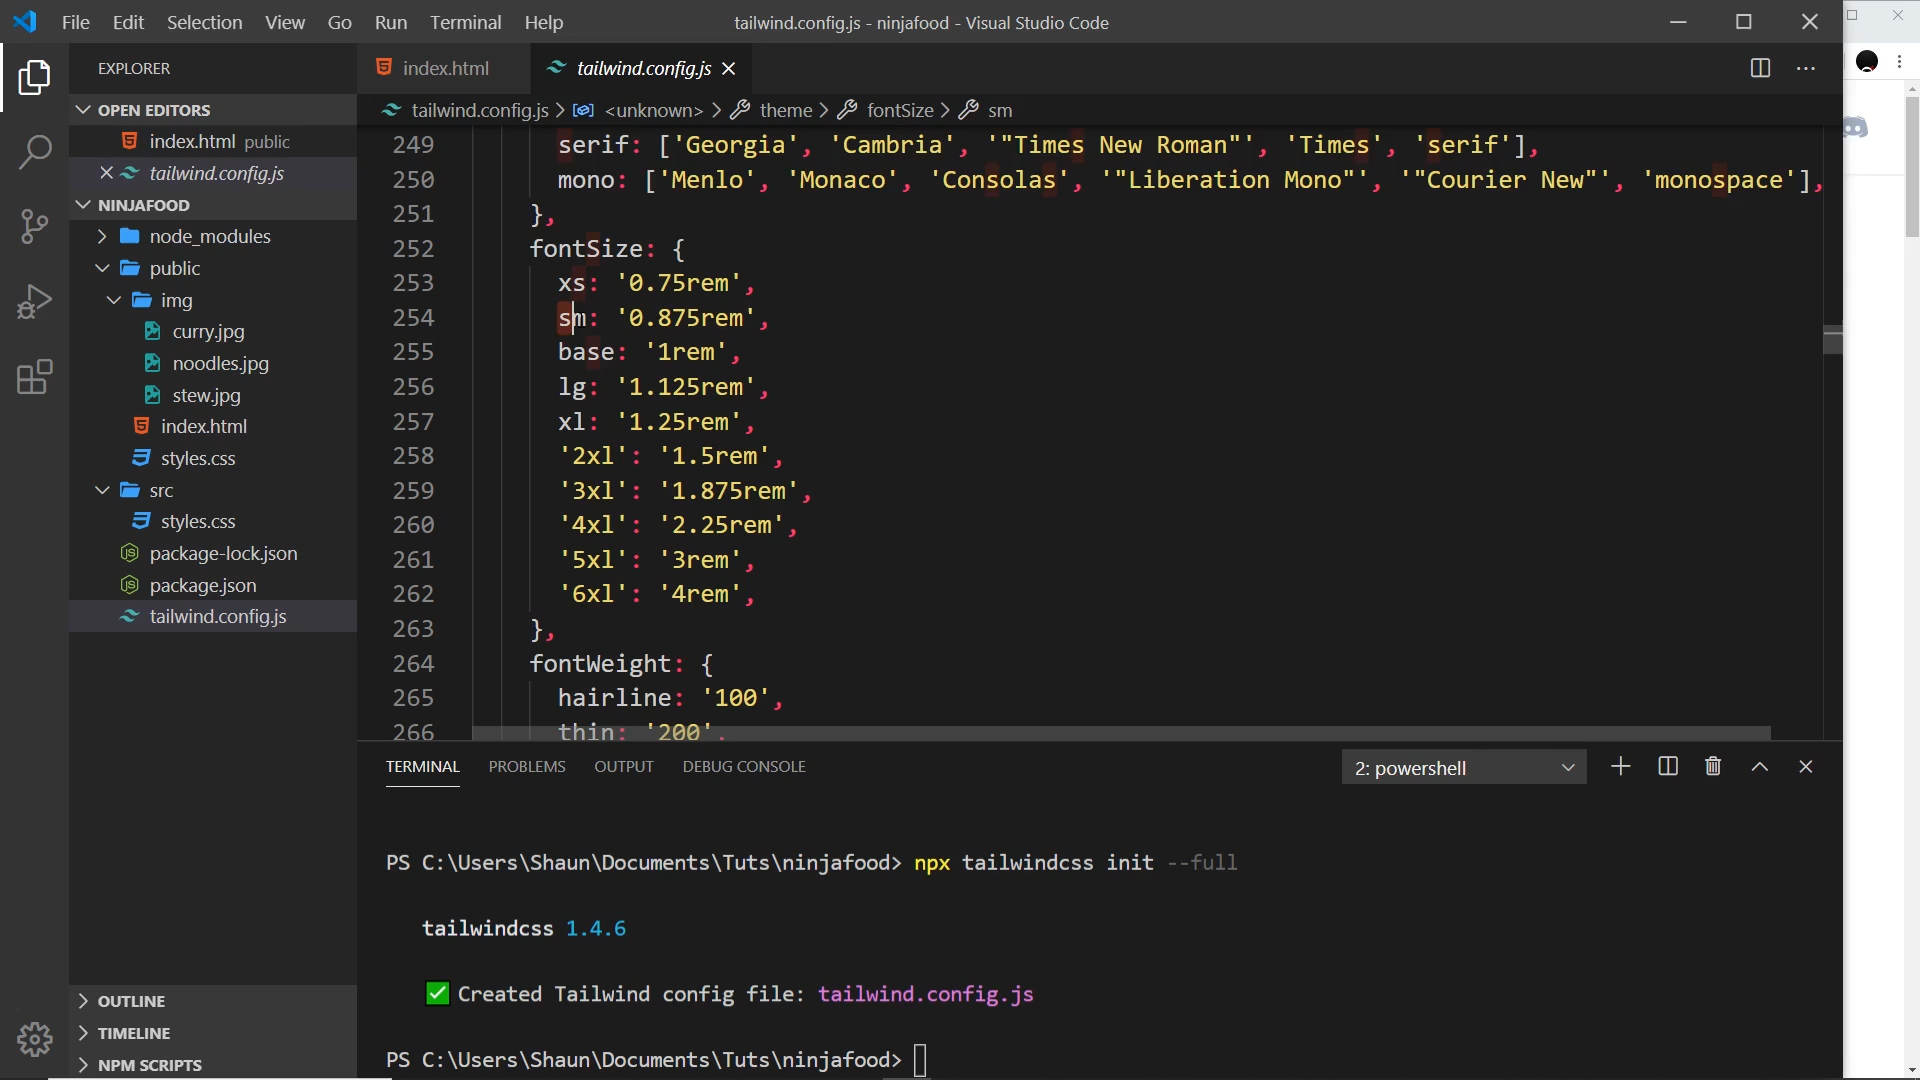 File Edit Selection View Go Run Terminal Help
tailwind.config.js - ninjafood - Visual Studio Code
EXPLORER
OPEN EDITORS
index.html public
tailwind.config.js
NINJAFOOD
node_modules
public
img
curry.jpg
noodles.jpg
stew.jpg
index.html
styles.css
src
styles.css
package-lock.json
package.json
tailwind.config.js
OUTLINE
TIMELINE
NPM SCRIPTS
index.html
tailwind.config.js
tailwind.config.js > <unknown> > theme > fontSize > sm
249 serif: ['Georgia', 'Cambria', '"Times New Roman"', 'Times', 'serif'],
250 mono: ['Menlo', 'Monaco', 'Consolas', '"Liberation Mono"', '"Courier New"', 'monospace'],
251 },
252 fontSize: {
253 xs: '0.75rem',
254 sm: '0.875rem',
255 base: '1rem',
256 lg: '1.125rem',
257 xl: '1.25rem',
258 '2xl': '1.5rem',
259 '3xl': '1.875rem',
260 '4xl': '2.25rem',
261 '5xl': '3rem',
262 '6xl': '4rem',
263 },
264 fontWeight: {
265 hairline: '100',
266 thin: '200',
TERMINAL PROBLEMS OUTPUT DEBUG CONSOLE
2: powershell
PS C:\Users\Shaun\Documents\Tuts\ninjafood> npx tailwindcss init --full
tailwindcss 1.4.6
✅ Created Tailwind config file: tailwind.config.js
PS C:\Users\Shaun\Documents\Tuts\ninjafood>